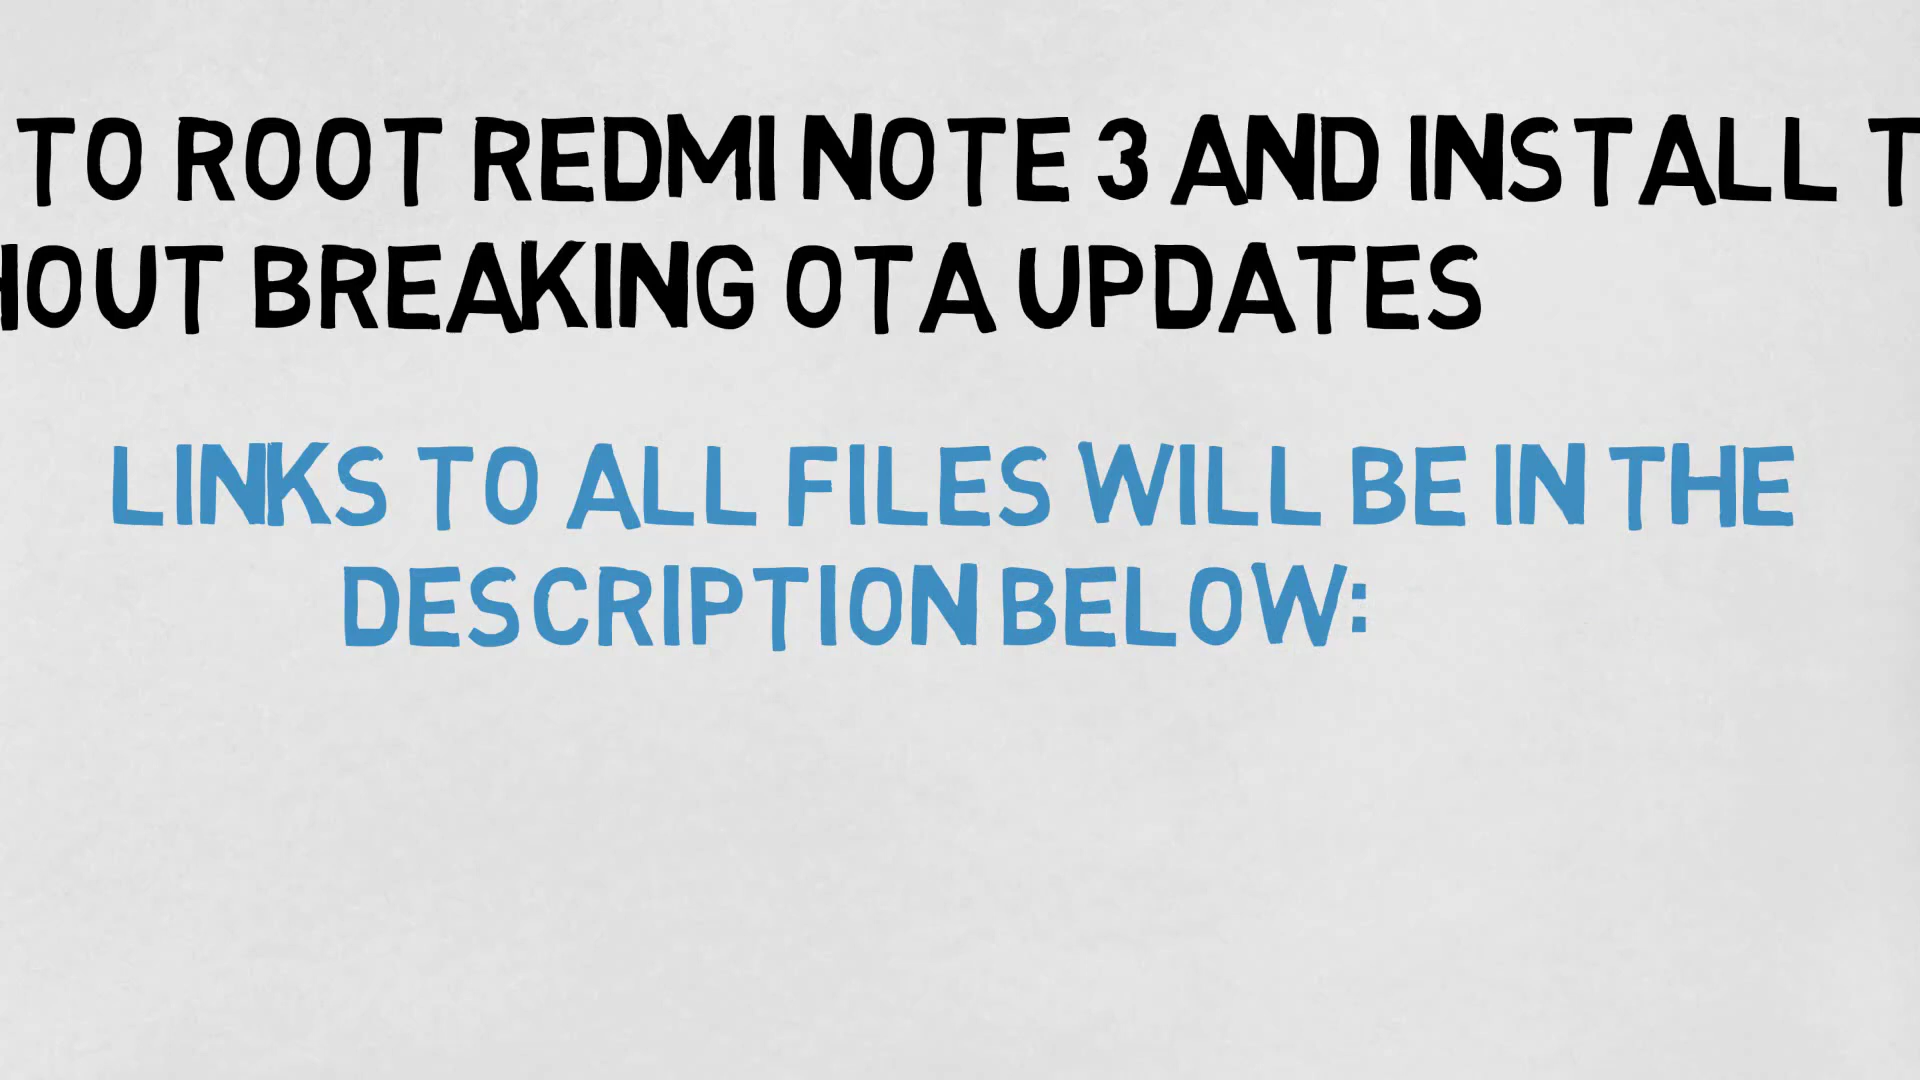 TO ROOT REDMI NOTE 3 AND INSTALL T
HOUT BREAKING OTA UPDATES
LINKS TO ALL FILES WILL BE IN THE
DESCRIPTION BELOW: